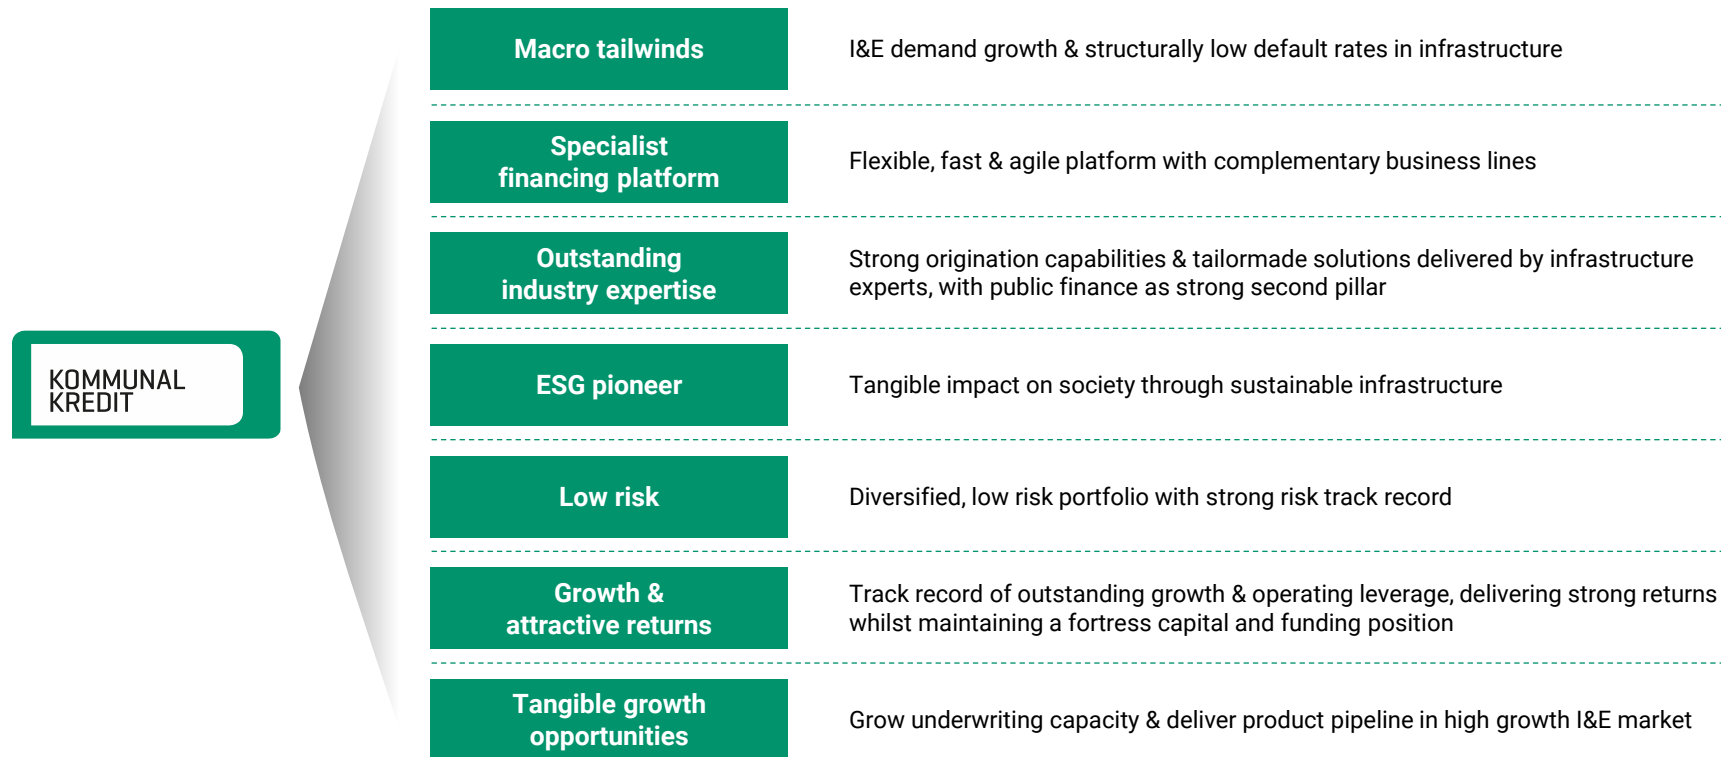 KOMMUNAL
KREDIT
Macro tailwinds
I&E demand growth & structurally low default rates in infrastructure
Specialist
financing platform
Flexible, fast & agile platform with complementary business lines
Outstanding
industry expertise
Strong origination capabilities & tailormade solutions delivered by infrastructure
experts, with public finance as strong second pillar
ESG pioneer
Tangible impact on society through sustainable infrastructure
Low risk
Diversified, low risk portfolio with strong risk track record
Growth &
attractive returns
Track record of outstanding growth & operating leverage, delivering strong returns
whilst maintaining a fortress capital and funding position
Tangible growth
opportunities
Grow underwriting capacity & deliver product pipeline in high growth I&E market